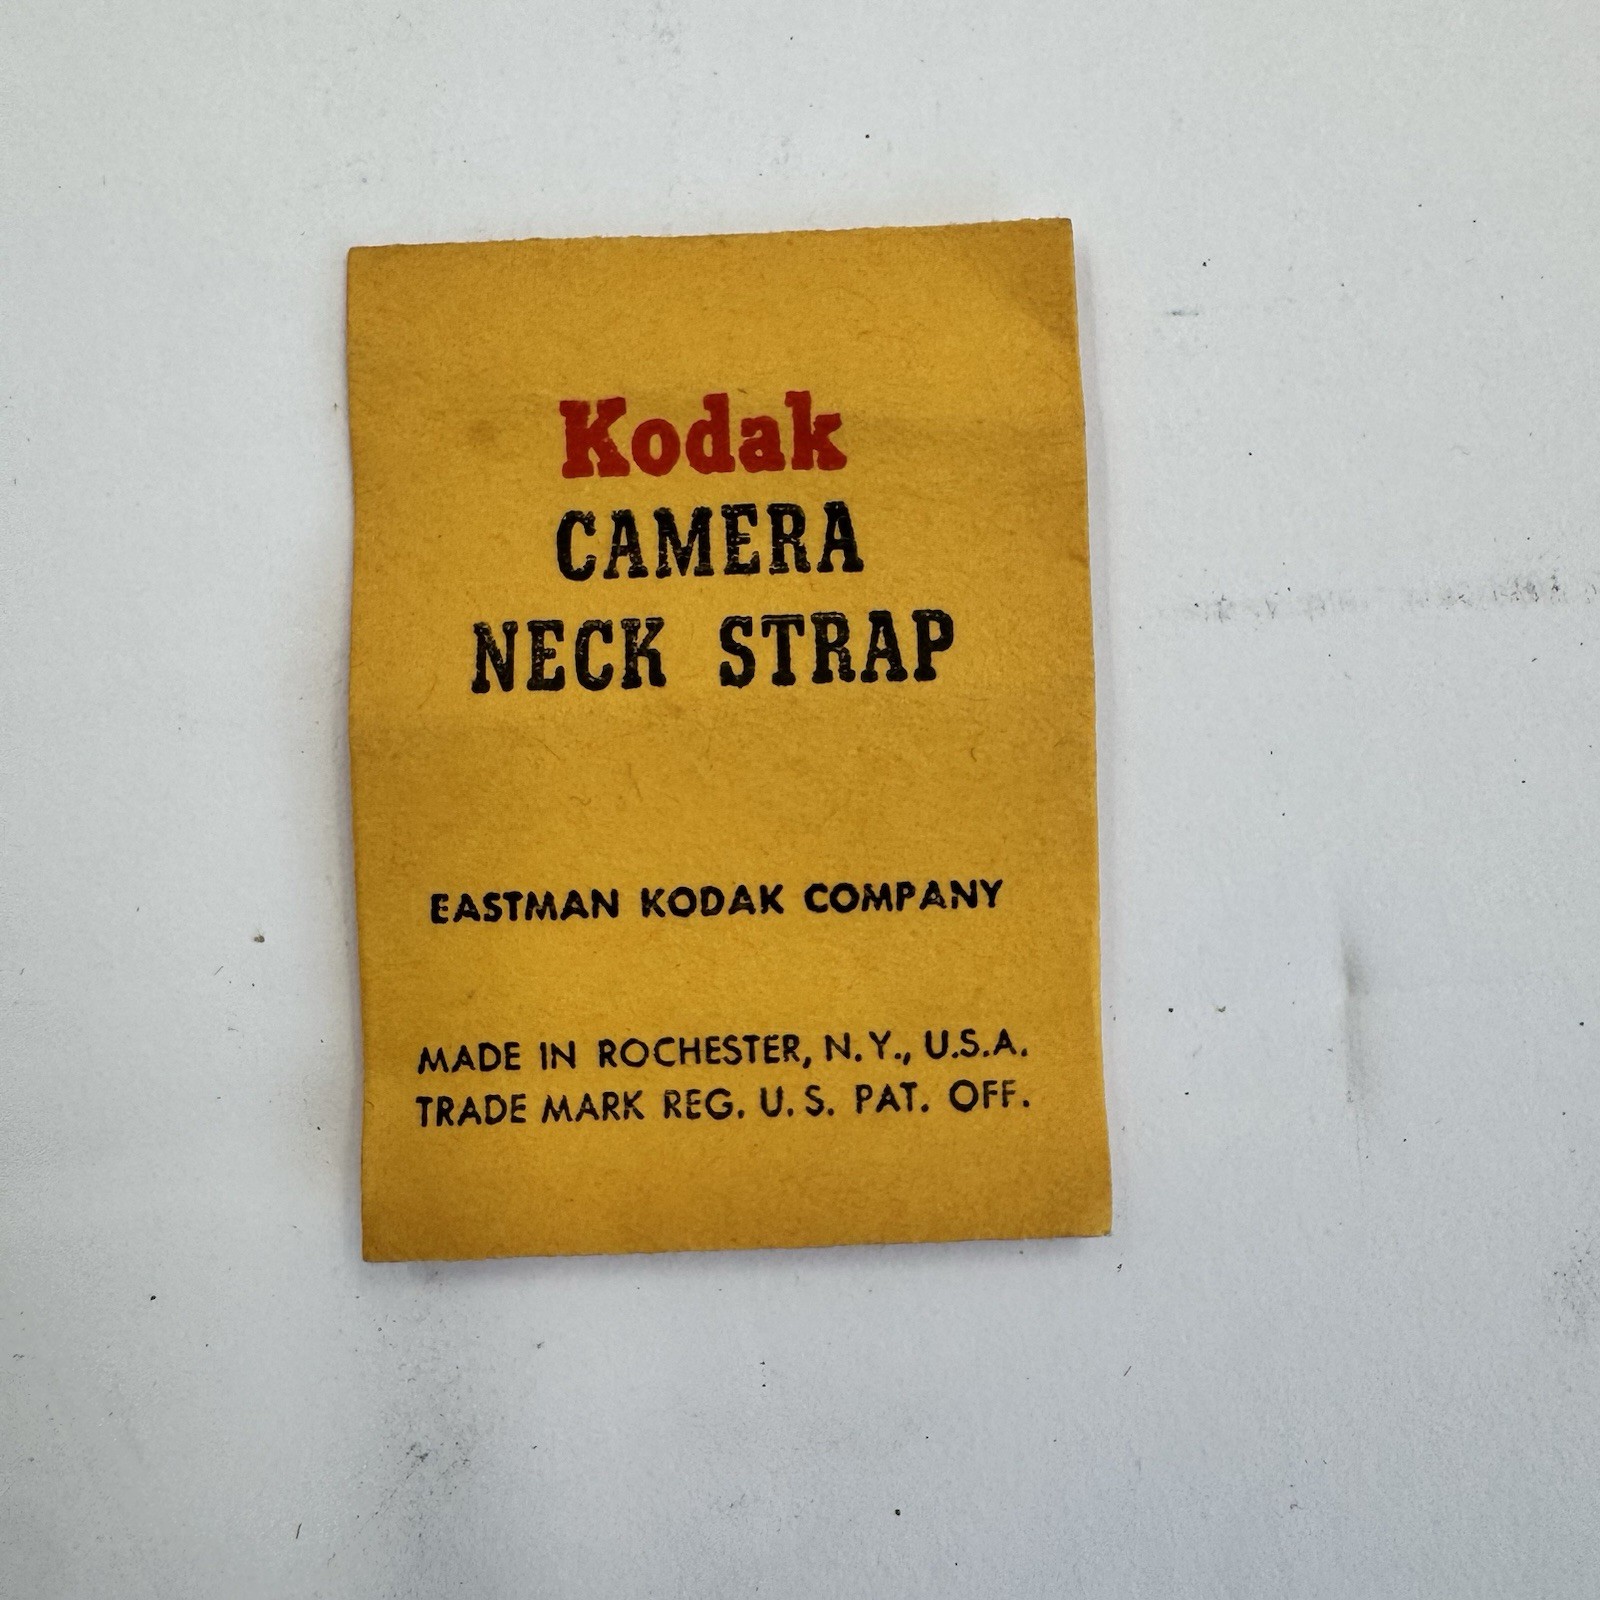 Kodak
CAMERA
NECK STRAP
EASTMAN KODAK COMPANY
MADE IN ROCHESTER, N.Y., U.S.A.
TRADE MARK REG. U.S. PAT. OFF.